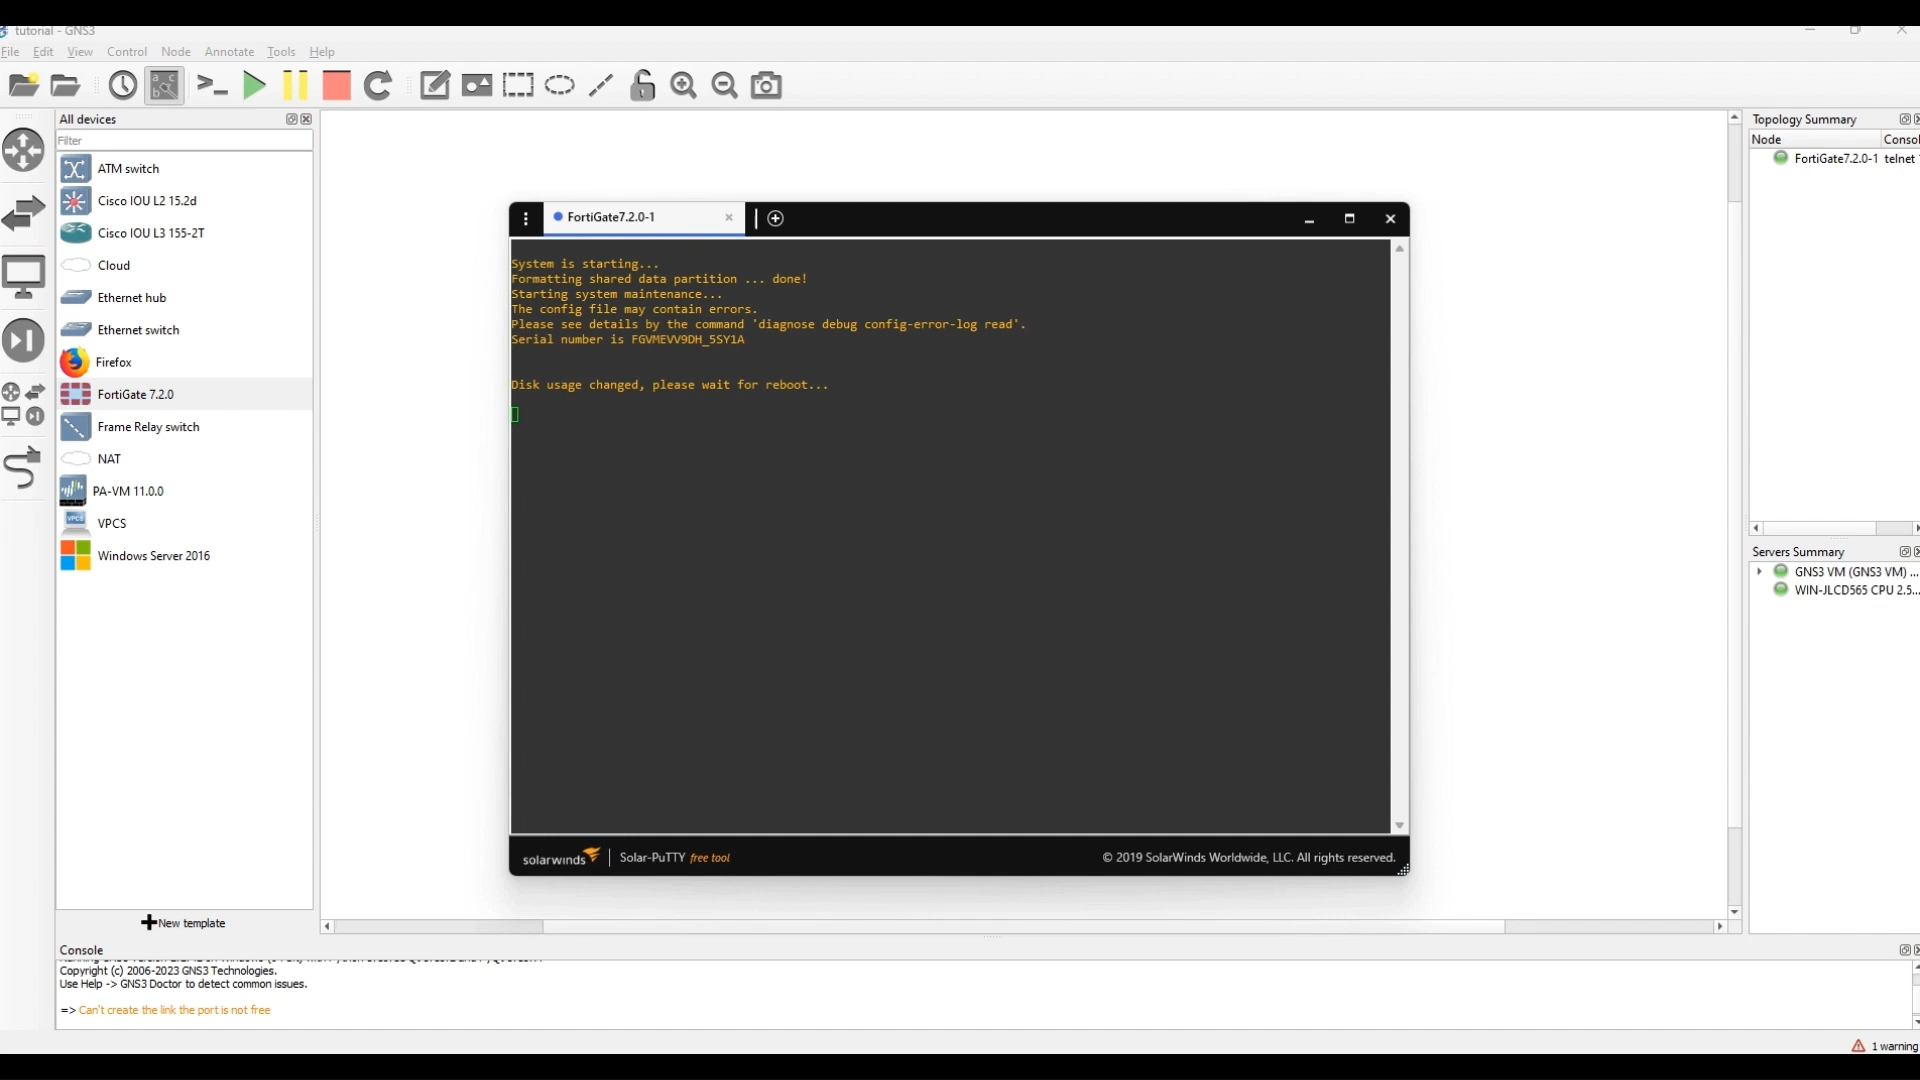 tutorial - GNS3
File Edit View Control Node Annotate Tools Help
All devices
Filter
ATM switch
Cisco IOU L2 15.2d
Cisco IOU L3 155-2T
Cloud
Ethernet hub
Ethernet switch
Firefox
FortiGate 7.2.0
Frame Relay switch
NAT
PA-VM 11.0.0
VPCS
Windows Server 2016
New template
FortiGate7.2.0-1
System is starting...
Formatting shared data partition ... done!
Starting system maintenance...
The config file may contain errors.
Please see details by the command 'diagnose debug config-error-log read'.
Serial number is FGVMEVV9DH_5SY1A
Disk usage changed, please wait for reboot...
solarwinds Solar-PuTTY free tool © 2019 SolarWinds Worldwide, LLC. All rights reserved.
Topology Summary
Node Consol
FortiGate7.2.0-1 telnet
Servers Summary
GNS3 VM (GNS3 VM) ...
WIN-JLCD565 CPU 2.5...
Console
Copyright (c) 2006-2023 GNS3 Technologies.
Use Help -> GNS3 Doctor to detect common issues.
=> Can't create the link the port is not free
1 warning